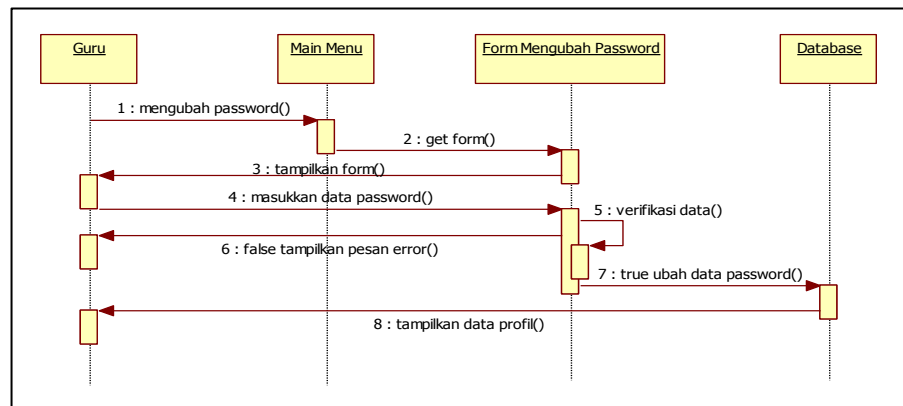 Guru
Main Menu
Form Mengubah Password
Database
1 : mengubah password()
2 : get form()
3 : tampilkan form()
4 : masukkan data password()
5 : verifikasi data()
6 : false tampilkan pesan error()
7 : true ubah data password()
8 : tampilkan data profil()